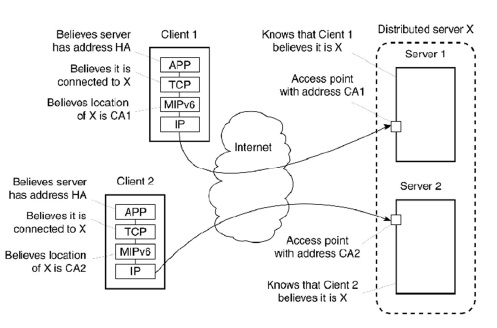 Believes server
has address HA
Believes it is
connected to X
Believes location
of X is CA1
Client 1
APP
TCP
MIPv6
IP
Internet
Knows that Client 1
believes it is X
Access point
with address CA1
Distributed server X
Server 1
Believes server
has address HA
Believes it is
connected to X
Believes location
of X is CA2
Client 2
APP
TCP
MIPv6
IP
Server 2
Access point
with address CA2
Knows that Client 2
believes it is X